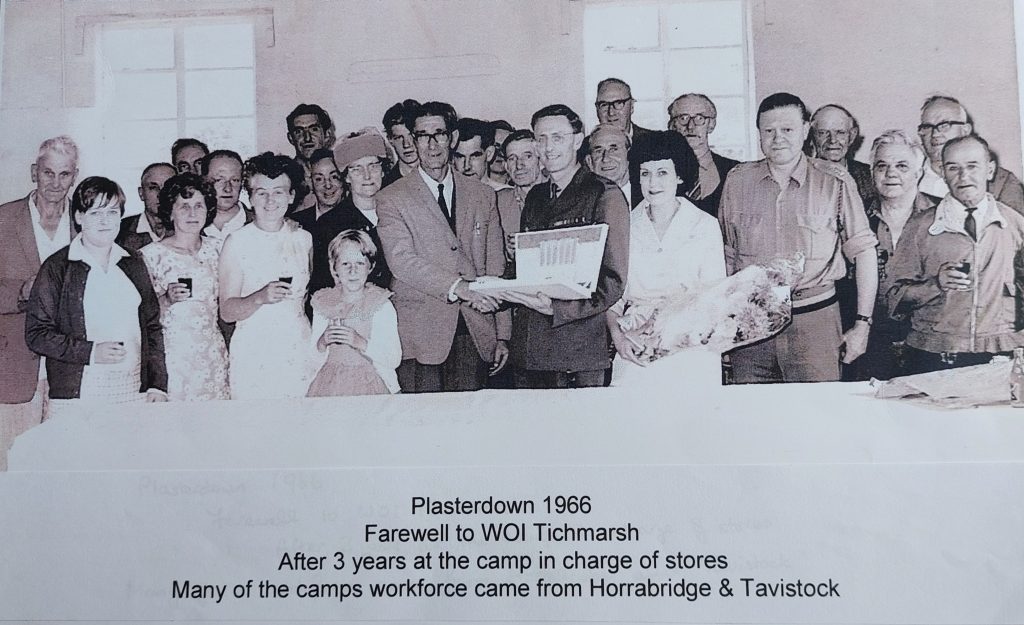 Plasterdown 1966
Farewell to WOI Tichmarsh
After 3 years at the camp in charge of stores
Many of the camps workforce came from Horrabridge & Tavistock